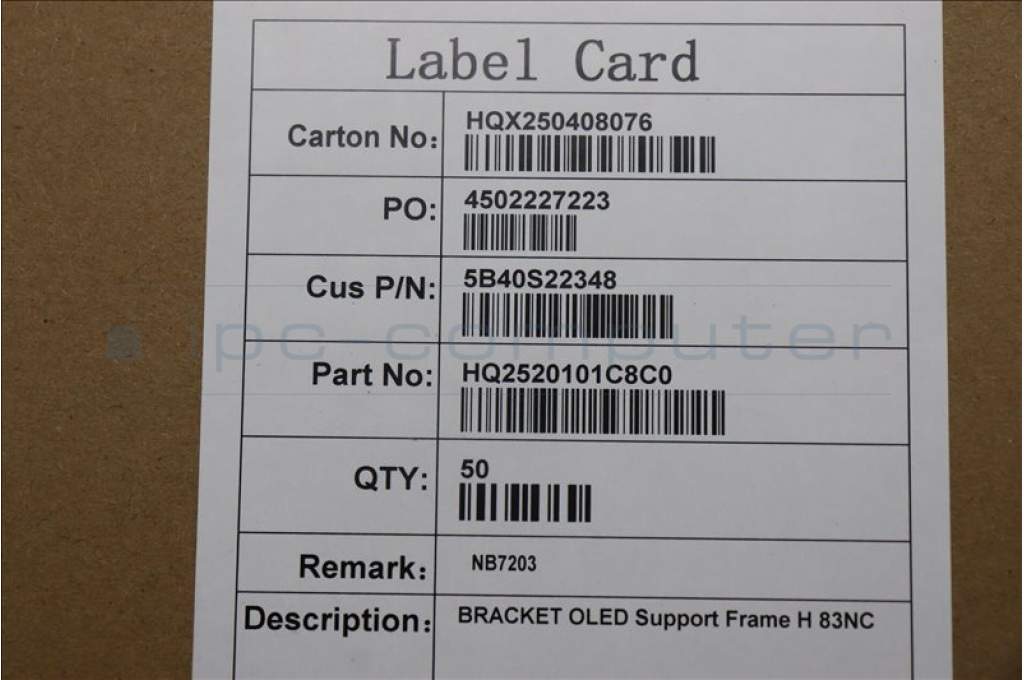 Label Card
Carton No: HQX250408076
PO: 4502227223
Cus P/N: 5B40S22348
ipc-computer
Part No: HQ2520101C8C0
QTY: 50
Remark: NB7203
Description: BRACKET OLED Support Frame H 83NC